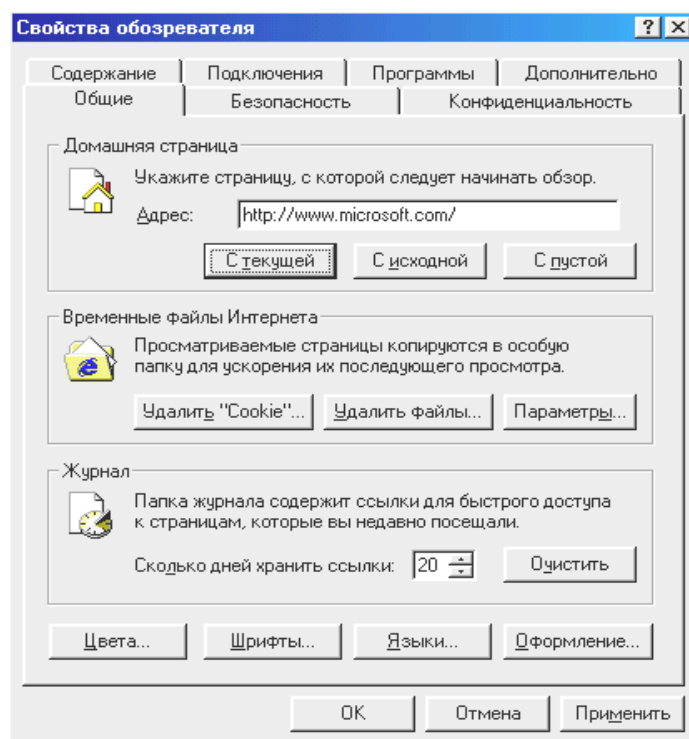 Свойства обозревателя
Содержание Подключения Программы Дополнительно
Общие Безопасность Конфиденциальность
Домашняя страница
Укажите страницу, с которой следует начинать обзор.
Адрес: http://www.microsoft.com/
С текущей С исходной С пустой
Временные файлы Интернета
Просматриваемые страницы копируются в особую
папку для ускорения их последующего просмотра.
Удалить "Cookie"... Удалить файлы... Параметры...
Журнал
Папка журнала содержит ссылки для быстрого доступа
к страницам, которые вы недавно посещали.
Сколько дней хранить ссылки: 20 Очистить
Цвета... Шрифты... Языки... Оформление...
OK Отмена Применить